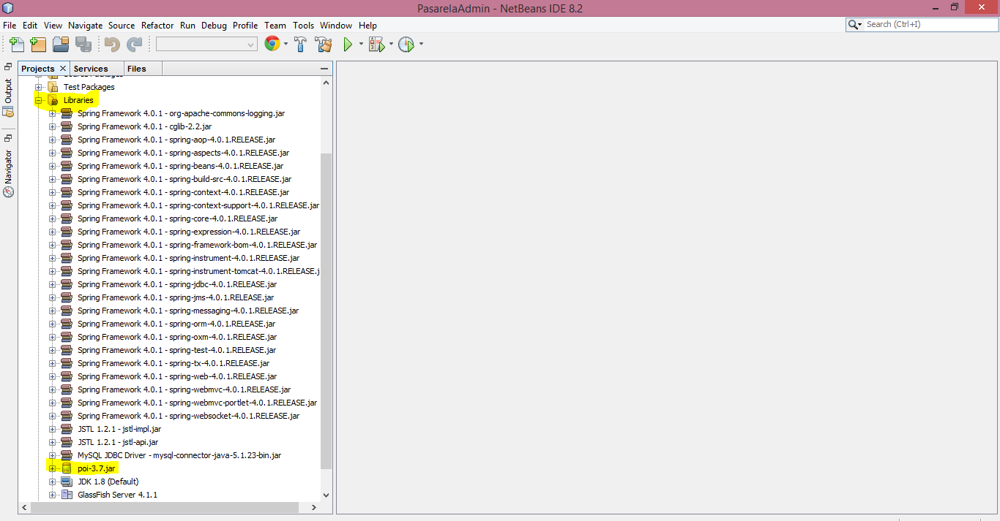 PasarelaAdmin - NetBeans IDE 8.2
File Edit View Navigate Source Refactor Run Debug Profile Team Tools Window Help
Search (Ctrl+I)
Projects Services Files
Output
Navigator
Source Packages
Test Packages
Libraries
Spring Framework 4.0.1 - org-apache-commons-logging.jar
Spring Framework 4.0.1 - cglib-2.2.jar
Spring Framework 4.0.1 - spring-aop-4.0.1.RELEASE.jar
Spring Framework 4.0.1 - spring-aspects-4.0.1.RELEASE.jar
Spring Framework 4.0.1 - spring-beans-4.0.1.RELEASE.jar
Spring Framework 4.0.1 - spring-build-src-4.0.1.RELEASE.jar
Spring Framework 4.0.1 - spring-context-4.0.1.RELEASE.jar
Spring Framework 4.0.1 - spring-context-support-4.0.1.RELEASE.jar
Spring Framework 4.0.1 - spring-core-4.0.1.RELEASE.jar
Spring Framework 4.0.1 - spring-expression-4.0.1.RELEASE.jar
Spring Framework 4.0.1 - spring-framework-bom-4.0.1.RELEASE.jar
Spring Framework 4.0.1 - spring-instrument-4.0.1.RELEASE.jar
Spring Framework 4.0.1 - spring-instrument-tomcat-4.0.1.RELEASE.j
Spring Framework 4.0.1 - spring-jdbc-4.0.1.RELEASE.jar
Spring Framework 4.0.1 - spring-jms-4.0.1.RELEASE.jar
Spring Framework 4.0.1 - spring-messaging-4.0.1.RELEASE.jar
Spring Framework 4.0.1 - spring-orm-4.0.1.RELEASE.jar
Spring Framework 4.0.1 - spring-oxm-4.0.1.RELEASE.jar
Spring Framework 4.0.1 - spring-test-4.0.1.RELEASE.jar
Spring Framework 4.0.1 - spring-tx-4.0.1.RELEASE.jar
Spring Framework 4.0.1 - spring-web-4.0.1.RELEASE.jar
Spring Framework 4.0.1 - spring-webmvc-4.0.1.RELEASE.jar
Spring Framework 4.0.1 - spring-webmvc-portlet-4.0.1.RELEASE.jar
Spring Framework 4.0.1 - spring-websocket-4.0.1.RELEASE.jar
JSTL 1.2.1 - jstl-impl.jar
JSTL 1.2.1 - jstl-api.jar
MySQL JDBC Driver - mysql-connector-java-5.1.23-bin.jar
poi-3.7.jar
JDK 1.8 (Default)
GlassFish Server 4.1.1